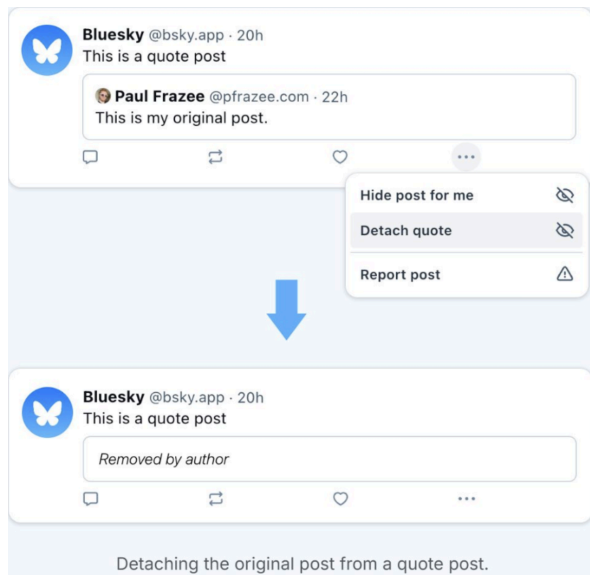 Bluesky @bsky.app · 20h
This is a quote post
Paul Frazee @pfrazee.com · 22h
This is my original post.
Hide post for me
Detach quote
Report post
Bluesky @bsky.app · 20h
This is a quote post
Removed by author
Detaching the original post from a quote post.